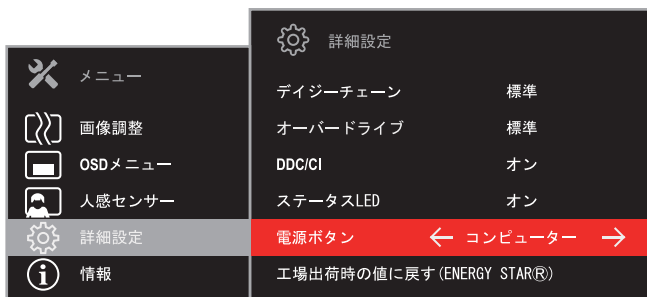 メニュー
画像調整
OSDメニュー
人感センサー
詳細設定
情報
詳細設定
デイジーチェーン 標準
オーバードライブ 標準
DDC/CI オン
ステータスLED オン
電源ボタン ← コンピューター →
工場出荷時の値に戻す(ENERGY STAR®)